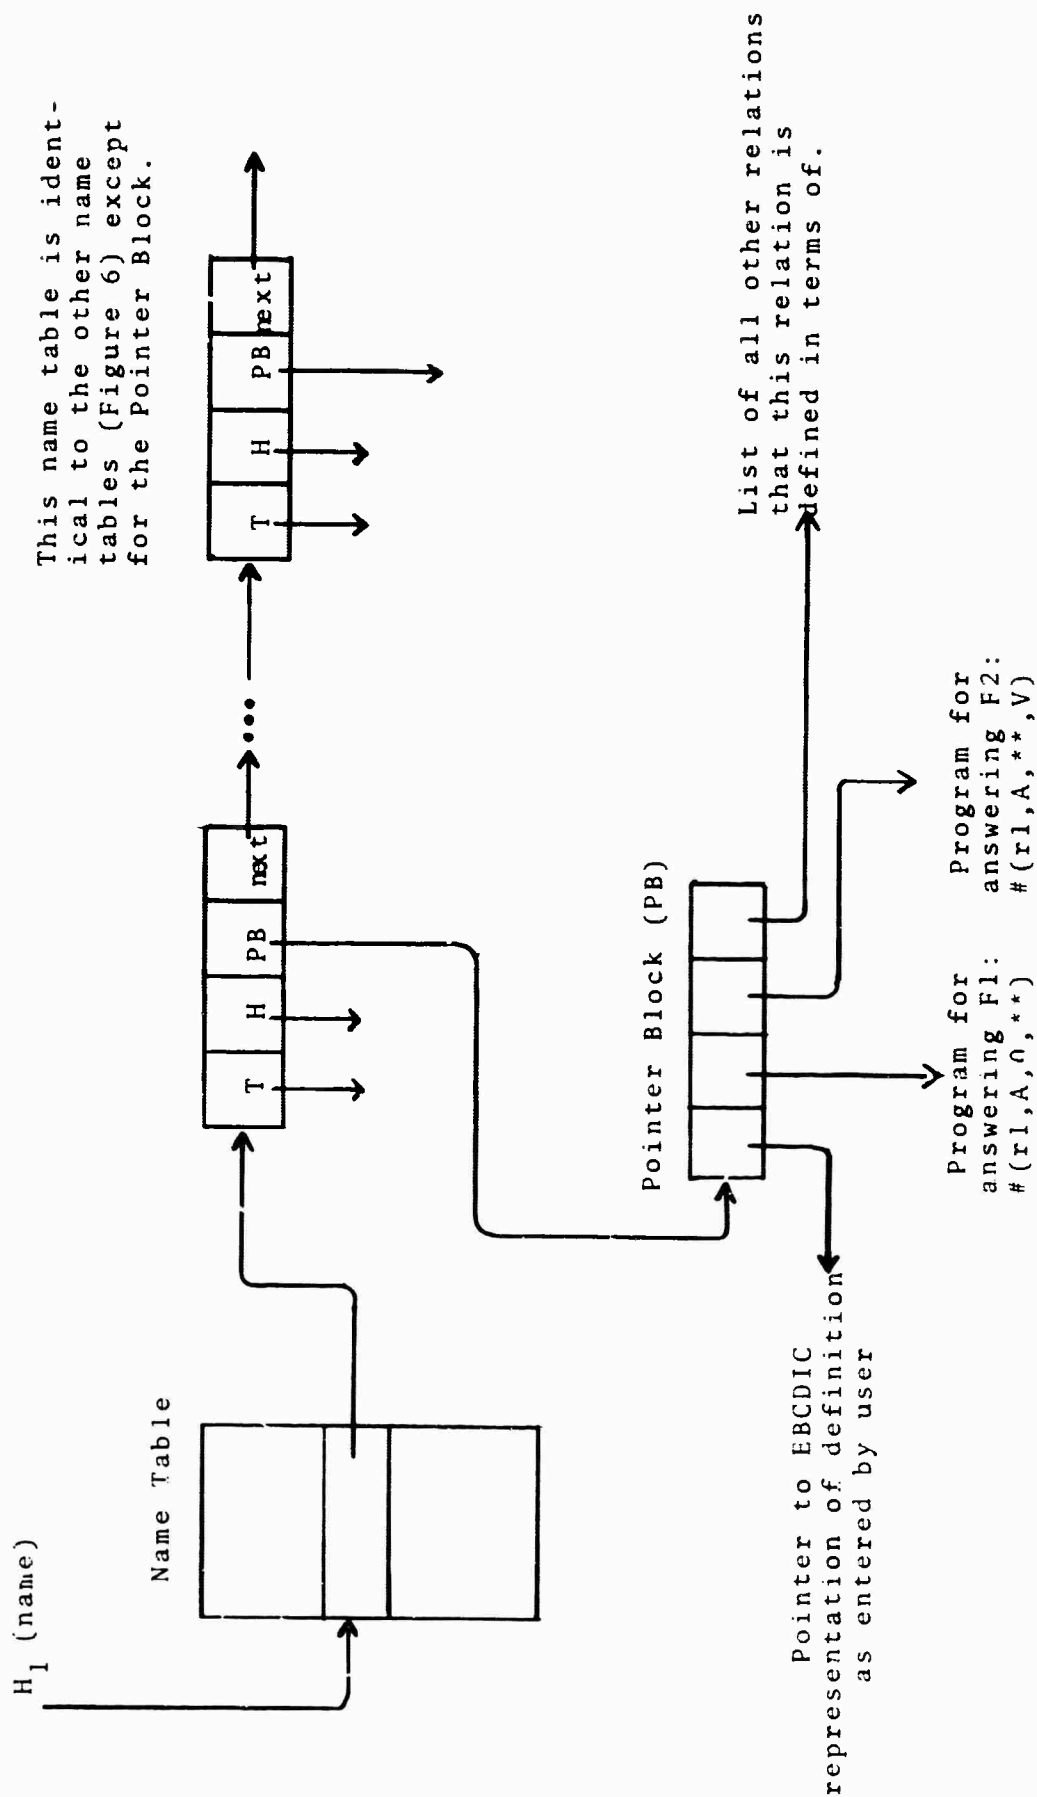 H1 (name)
Name Table
This name table is ident-
ical to the other name
tables (Figure 6) except
for the Pointer Block.
T H PB next
T H PB next
Pointer Block (PB)
Pointer to EBCDIC
representation of definition
as entered by user
Program for
answering F1:
#(r1,A,∩,**)
Program for
answering F2:
#(r1,A,**,V)
List of all other relations
that this relation is
defined in terms of.